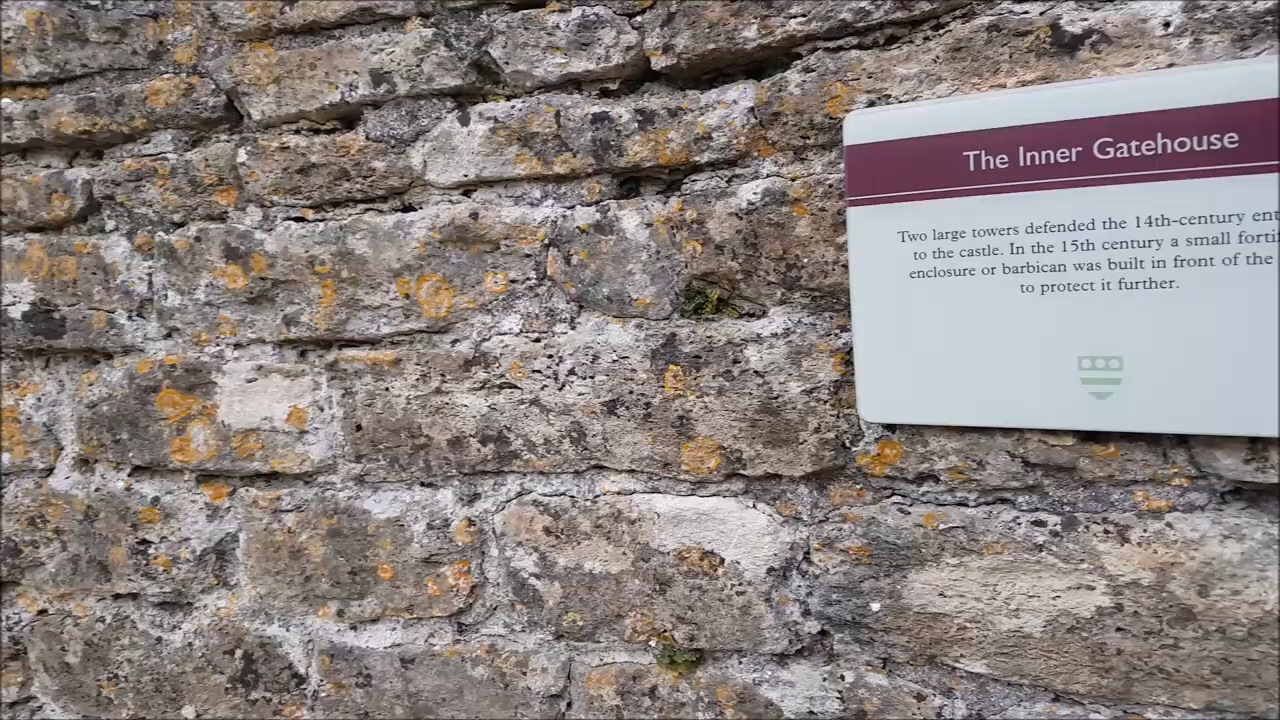 The Inner Gatehouse
Two large towers defended the 14th-century
to the castle. In the 15th century a small
enclosure or barbican was built in front of the
to protect it further.